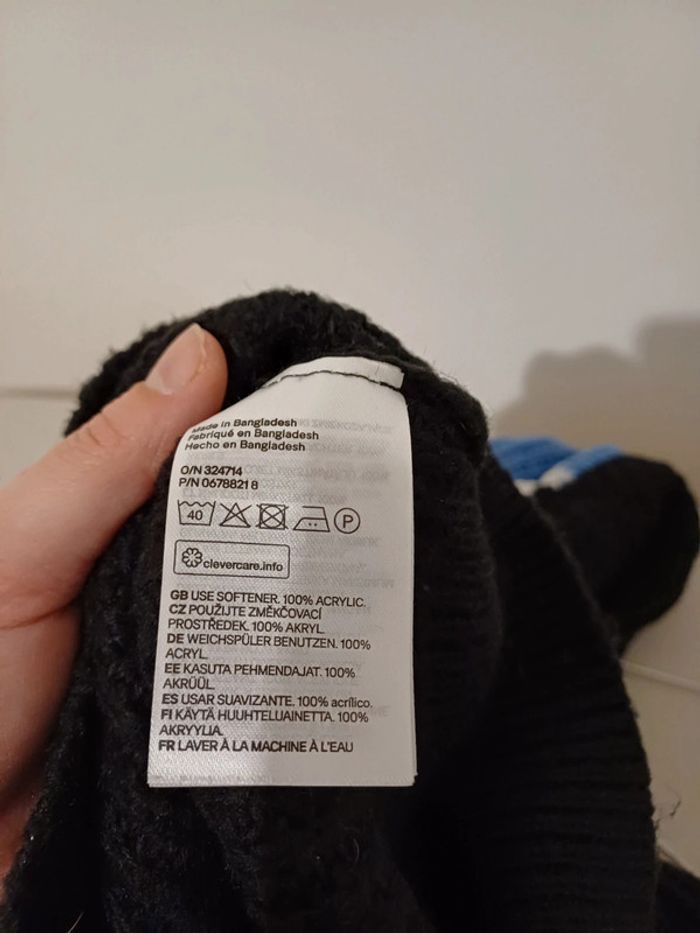 Made in Bangladesh
Fabriqué en Bangladesh
Hecho en Bangladesh
O/N 324714
P/N 0678821 8
40
P
clevercare.info
GB USE SOFTENER. 100% ACRYLIC.
CZ POUŽIJTE ZMĚKČOVACÍ
PROSTŘEDEK. 100% AKRYL.
DE WEICHSPÜLER BENUTZEN. 100%
ACRYL.
EE KASUTA PEHMENDAJAT. 100%
AKRÜÜL.
ES USAR SUAVIZANTE. 100% acrílico.
FI KÄYTÄ HUUHTELUAINETTA. 100%
AKRYYLIA.
FR LAVER À LA MACHINE À L'EAU